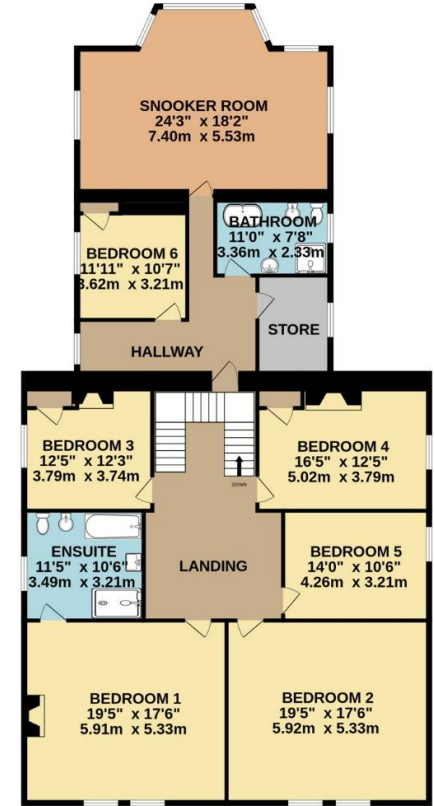 SNOOKER ROOM
24'3" x 18'2"
7.40m x 5.53m
BATHROOM
11'0" x 7'8"
3.36m x 2.33m
BEDROOM 6
11'11" x 10'7"
3.62m x 3.21m
STORE
HALLWAY
BEDROOM 3
12'5" x 12'3"
3.79m x 3.74m
BEDROOM 4
16'5" x 12'5"
5.02m x 3.79m
DOWN
ENSUITE
11'5" x 10'6"
3.49m x 3.21m
LANDING
BEDROOM 5
14'0" x 10'6"
4.26m x 3.21m
BEDROOM 1
19'5" x 17'6"
5.91m x 5.33m
BEDROOM 2
19'5" x 17'6"
5.92m x 5.33m